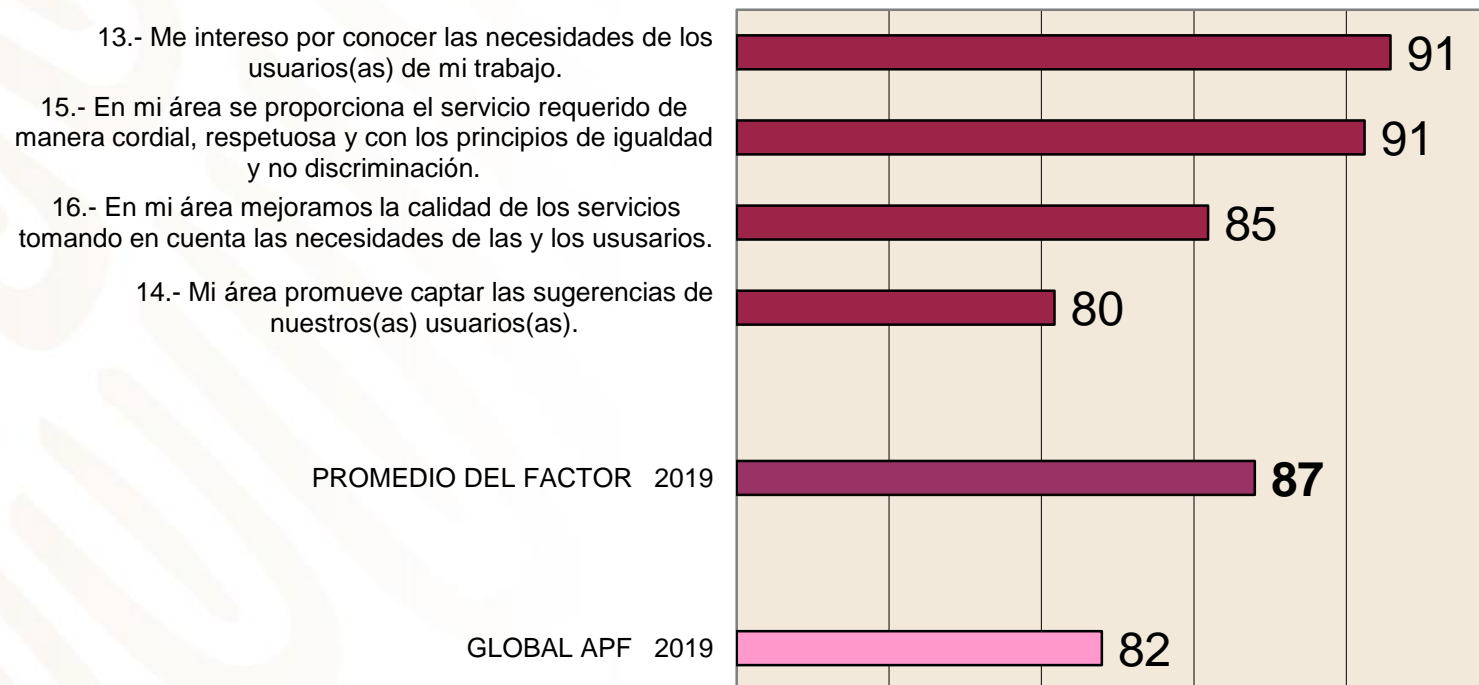 13.- Me intereso por conocer las necesidades de los
usuarios(as) de mi trabajo.
91
15.- En mi área se proporciona el servicio requerido de
manera cordial, respetuosa y con los principios de igualdad
y no discriminación.
91
16.- En mi área mejoramos la calidad de los servicios
tomando en cuenta las necesidades de las y los ususarios.
85
14.- Mi área promueve captar las sugerencias de
nuestros(as) usuarios(as).
80
PROMEDIO DEL FACTOR 2019
87
GLOBAL APF 2019
82